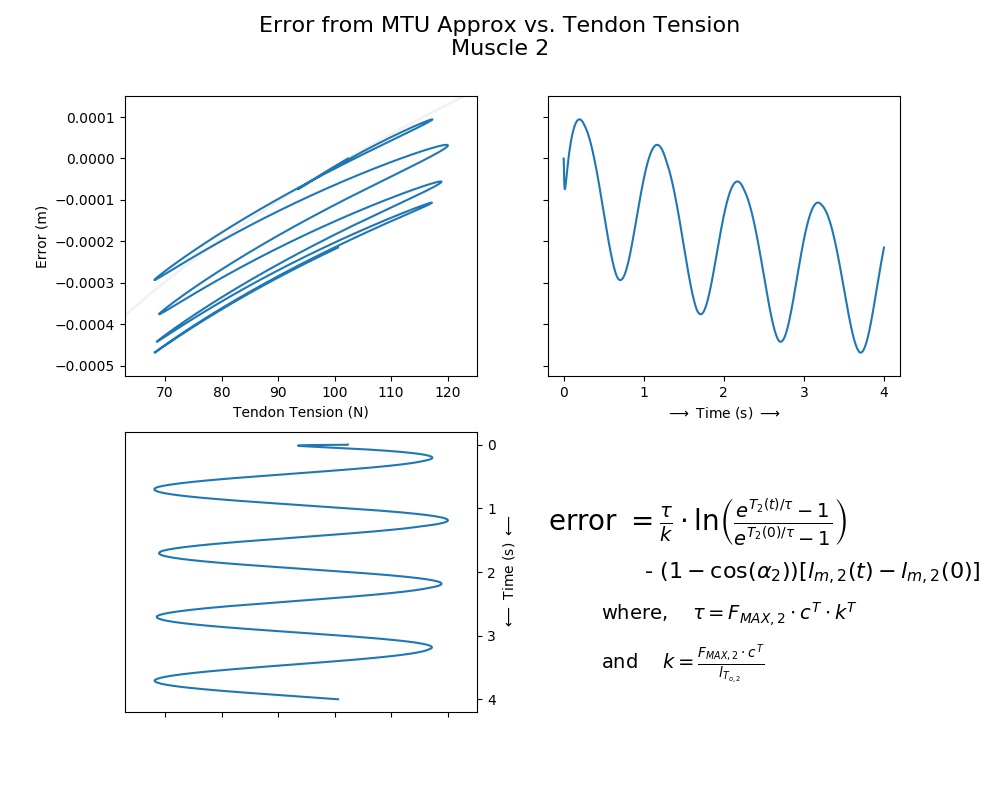 Error from MTU Approx vs. Tendon Tension
Muscle 2
0.0001
0.0000
−0.0001
−0.0002
−0.0003
−0.0004
−0.0005
Error (m)
70 80 90 100 110 120
Tendon Tension (N)
0 1 2 3 4
⟶ Time (s) ⟶
0
1
2
3
4
⟵ Time (s) ⟵
error = \frac{τ}{k} · ln(\frac{e^{T_2(t)/τ} − 1}{e^{T_2(0)/τ} − 1})
- (1 − cos(α_2))[l_{m,2}(t) − l_{m,2}(0)]
where, τ = F_{MAX,2} · c^T · k^T
and k = \frac{F_{MAX,2} · c^T}{l_{T_{o,2}}}